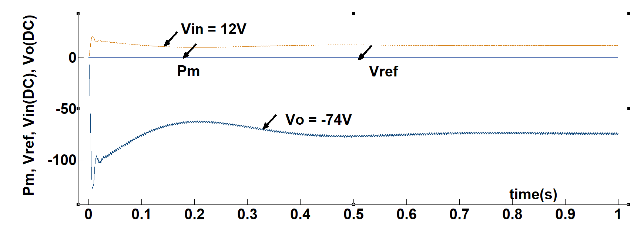 Pm, Vref, Vin(DC), Vo(DC)
Vin = 12V
0
Pm
Vref
-50
Vo = -74V
-100
time(s)
0 0.1 0.2 0.3 0.4 0.5 0.6 0.7 0.8 0.9 1